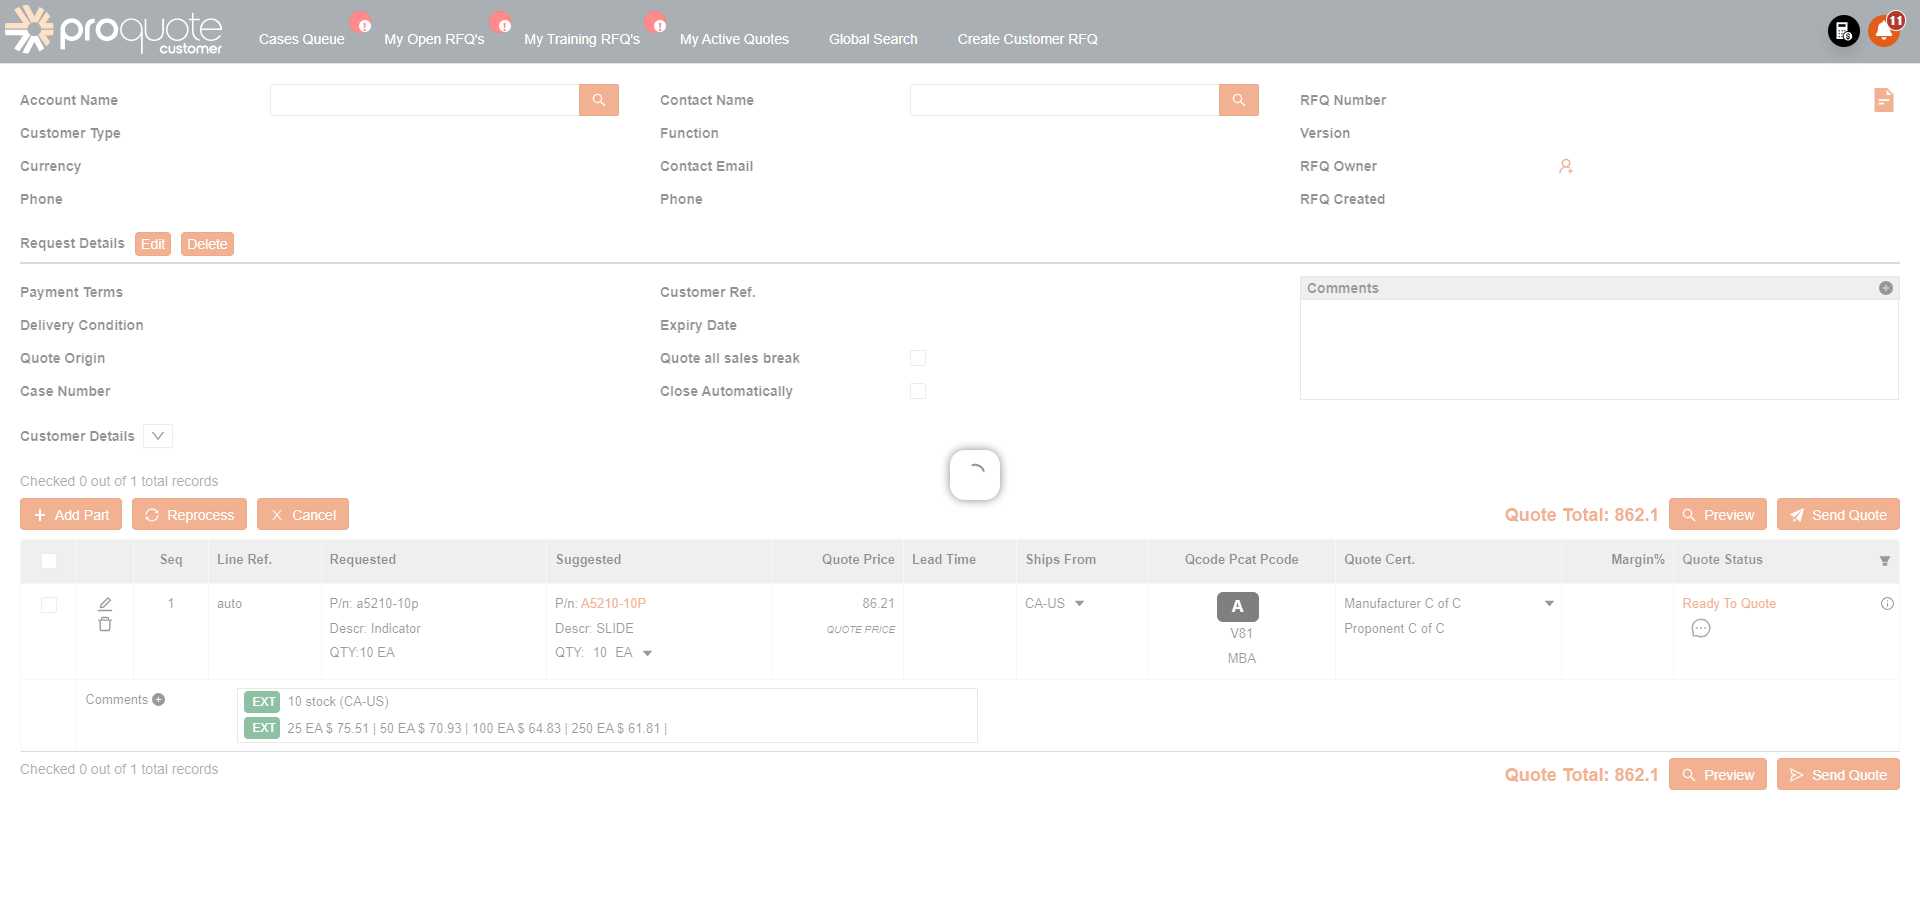 proquote
customer
Cases Queue
My Open RFQ's
My Training RFQ's
My Active Quotes
Global Search
Create Customer RFQ
11
Account Name
Contact Name
RFQ Number
Customer Type
Function
Version
Currency
Contact Email
RFQ Owner
Phone
Phone
RFQ Created
Request Details
Edit
Delete
Payment Terms
Customer Ref.
Comments
Delivery Condition
Expiry Date
Quote Origin
Quote all sales break
Case Number
Close Automatically
Customer Details
Checked 0 out of 1 total records
Add Part
Reprocess
Cancel
Quote Total: 862.1
Preview
Send Quote
Seq
Line Ref.
Requested
Suggested
Quote Price
Lead Time
Ships From
Qcode Pcat Pcode
Quote Cert.
Margin%
Quote Status
1
auto
P/n: a5210-10p
Descr: Indicator
QTY:10 EA
P/n: A5210-10P
Descr: SLIDE
QTY: 10 EA
86.21
QUOTE PRICE
CA-US
A
V81
MBA
Manufacturer C of C
Proponent C of C
Ready To Quote
Comments
EXT 10 stock (CA-US)
EXT 25 EA $ 75.51 | 50 EA $ 70.93 | 100 EA $ 64.83 | 250 EA $ 61.81 |
Checked 0 out of 1 total records
Quote Total: 862.1
Preview
Send Quote